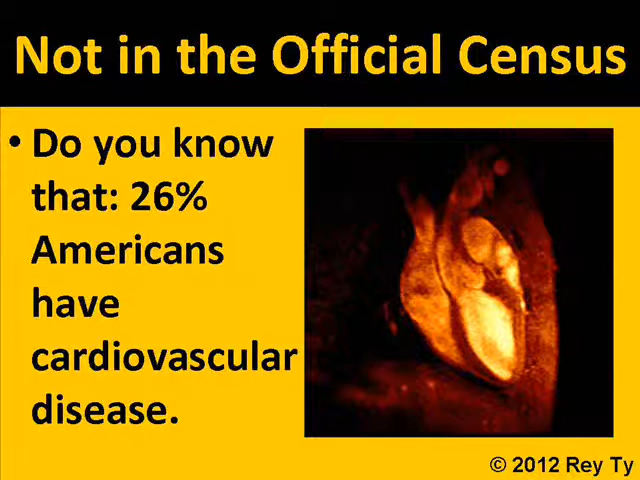 Not in the Official Census
• Do you know
that: 26%
Americans
have
cardiovascular
disease.
© 2012 Rey Ty